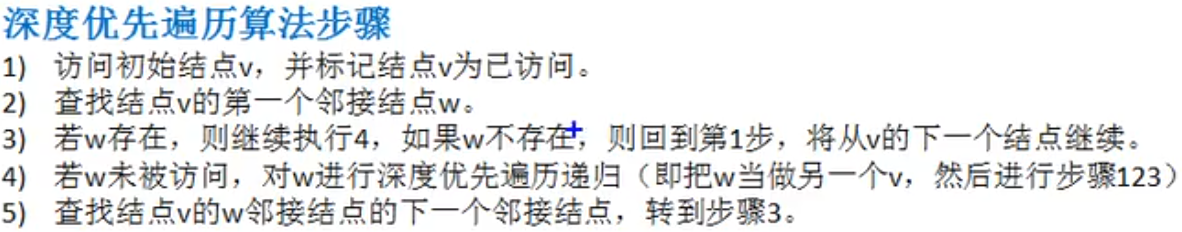 深度优先遍历算法步骤
1) 访问初始结点v，并标记结点v为已访问。
2) 查找结点v的第一个邻接结点w。
3) 若w存在，则继续执行4，如果w不存在，则回到第1步，将从v的下一个结点继续。
4) 若w未被访问，对w进行深度优先遍历递归（即把w当做另一个v，然后进行步骤123）
5) 查找结点v的w邻接结点的下一个邻接结点，转到步骤3。